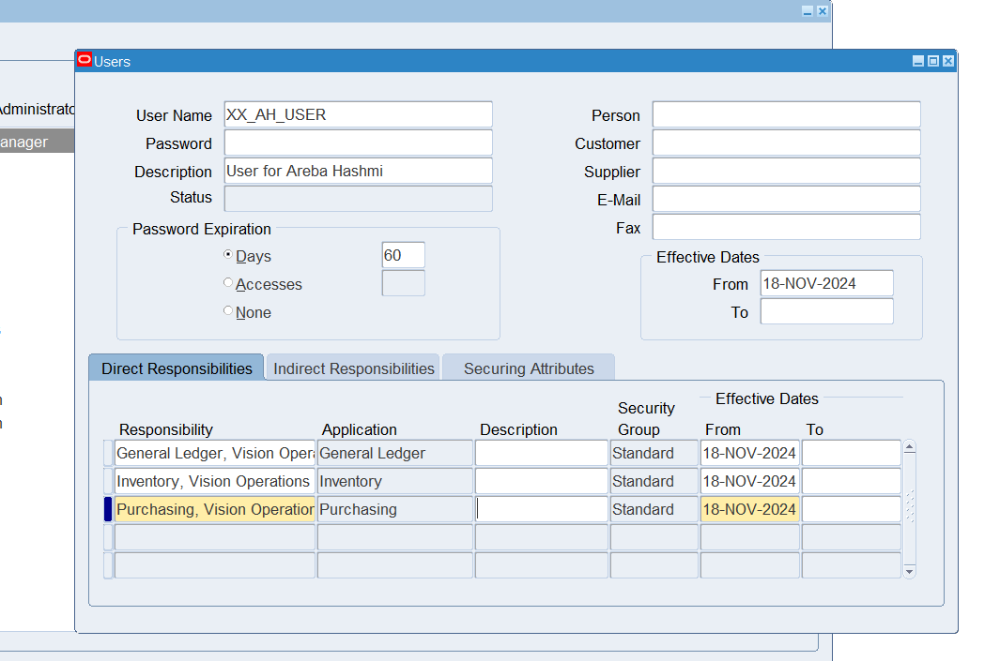 Users
Administrato
anager
User Name XX_AH_USER
Password
Description User for Areba Hashmi
Status
Password Expiration
Days 60
Accesses
None
Person
Customer
Supplier
E-Mail
Fax
Effective Dates
From 18-NOV-2024
To
Direct Responsibilities Indirect Responsibilities Securing Attributes
Effective Dates
Security
Responsibility Application Description Group From To
General Ledger, Vision Opera General Ledger Standard 18-NOV-2024
Inventory, Vision Operations Inventory Standard 18-NOV-2024
Purchasing, Vision Operation Purchasing Standard 18-NOV-2024